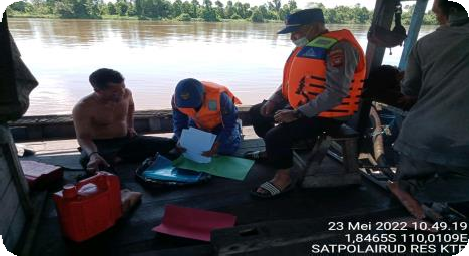 23 Mei 2022 10.49.19
1,8465S 110,0109E
SATPOLAIRUD RES KTP